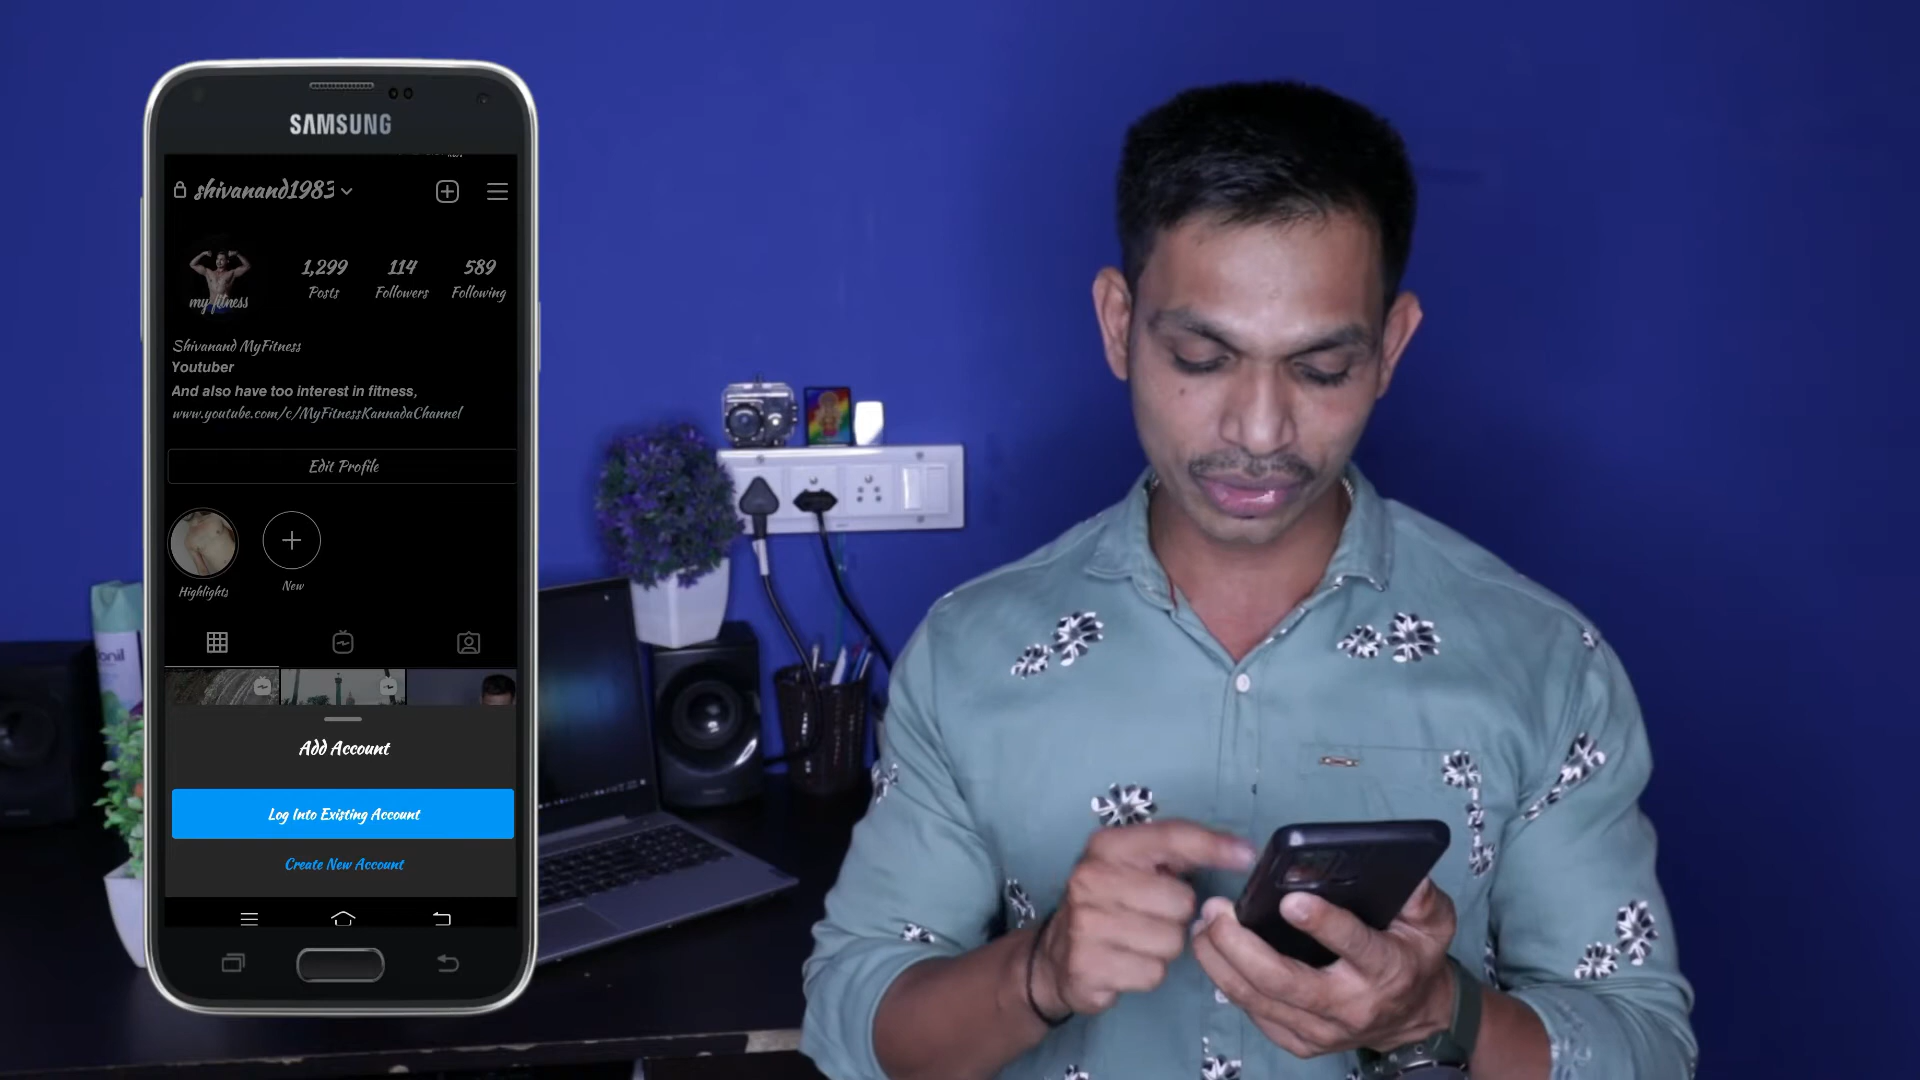 SAMSUNG
shivanand1983
1,299 114 589
Posts Followers Following
my fitness
Shivanand MyFitness
Youtuber
And also have too interest in fitness,
www.youtube.com/c/MyFitnessKannadaChannel
Edit Profile
Highlights New
Add Account
Log Into Existing Account
Create New Account